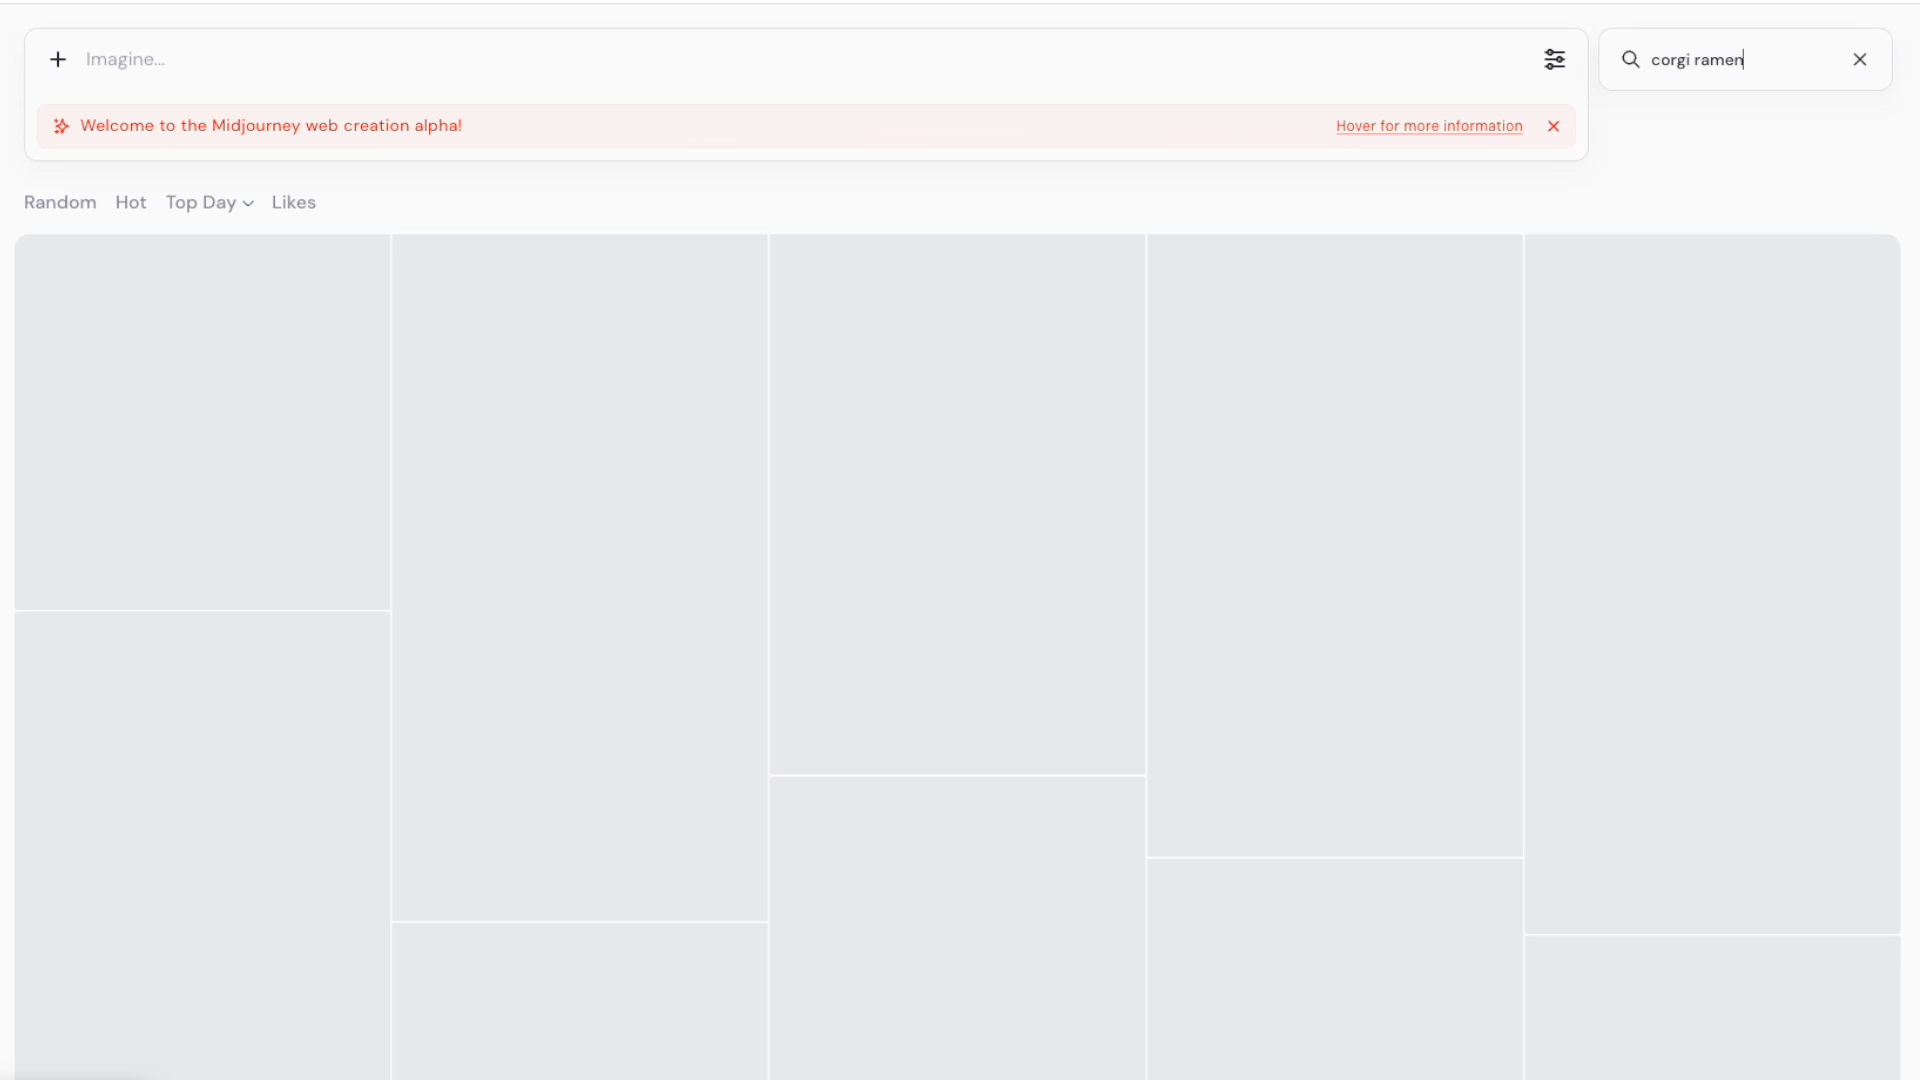 Imagine...
corgi ramen
Welcome to the Midjourney web creation alpha!
Hover for more information
Random
Hot
Top Day
Likes